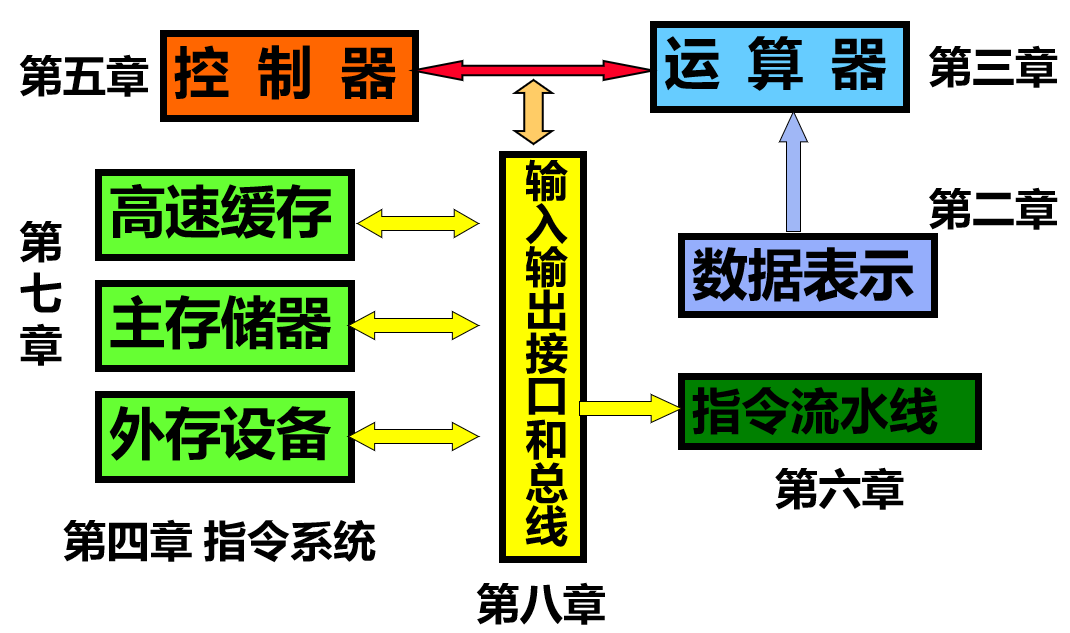 第五章
控 制 器
运 算 器
第三章
高速缓存
主存储器
外存设备
第七章
输入输出接口和总线
第二章
数据表示
指令流水线
第六章
第四章 指令系统
第八章